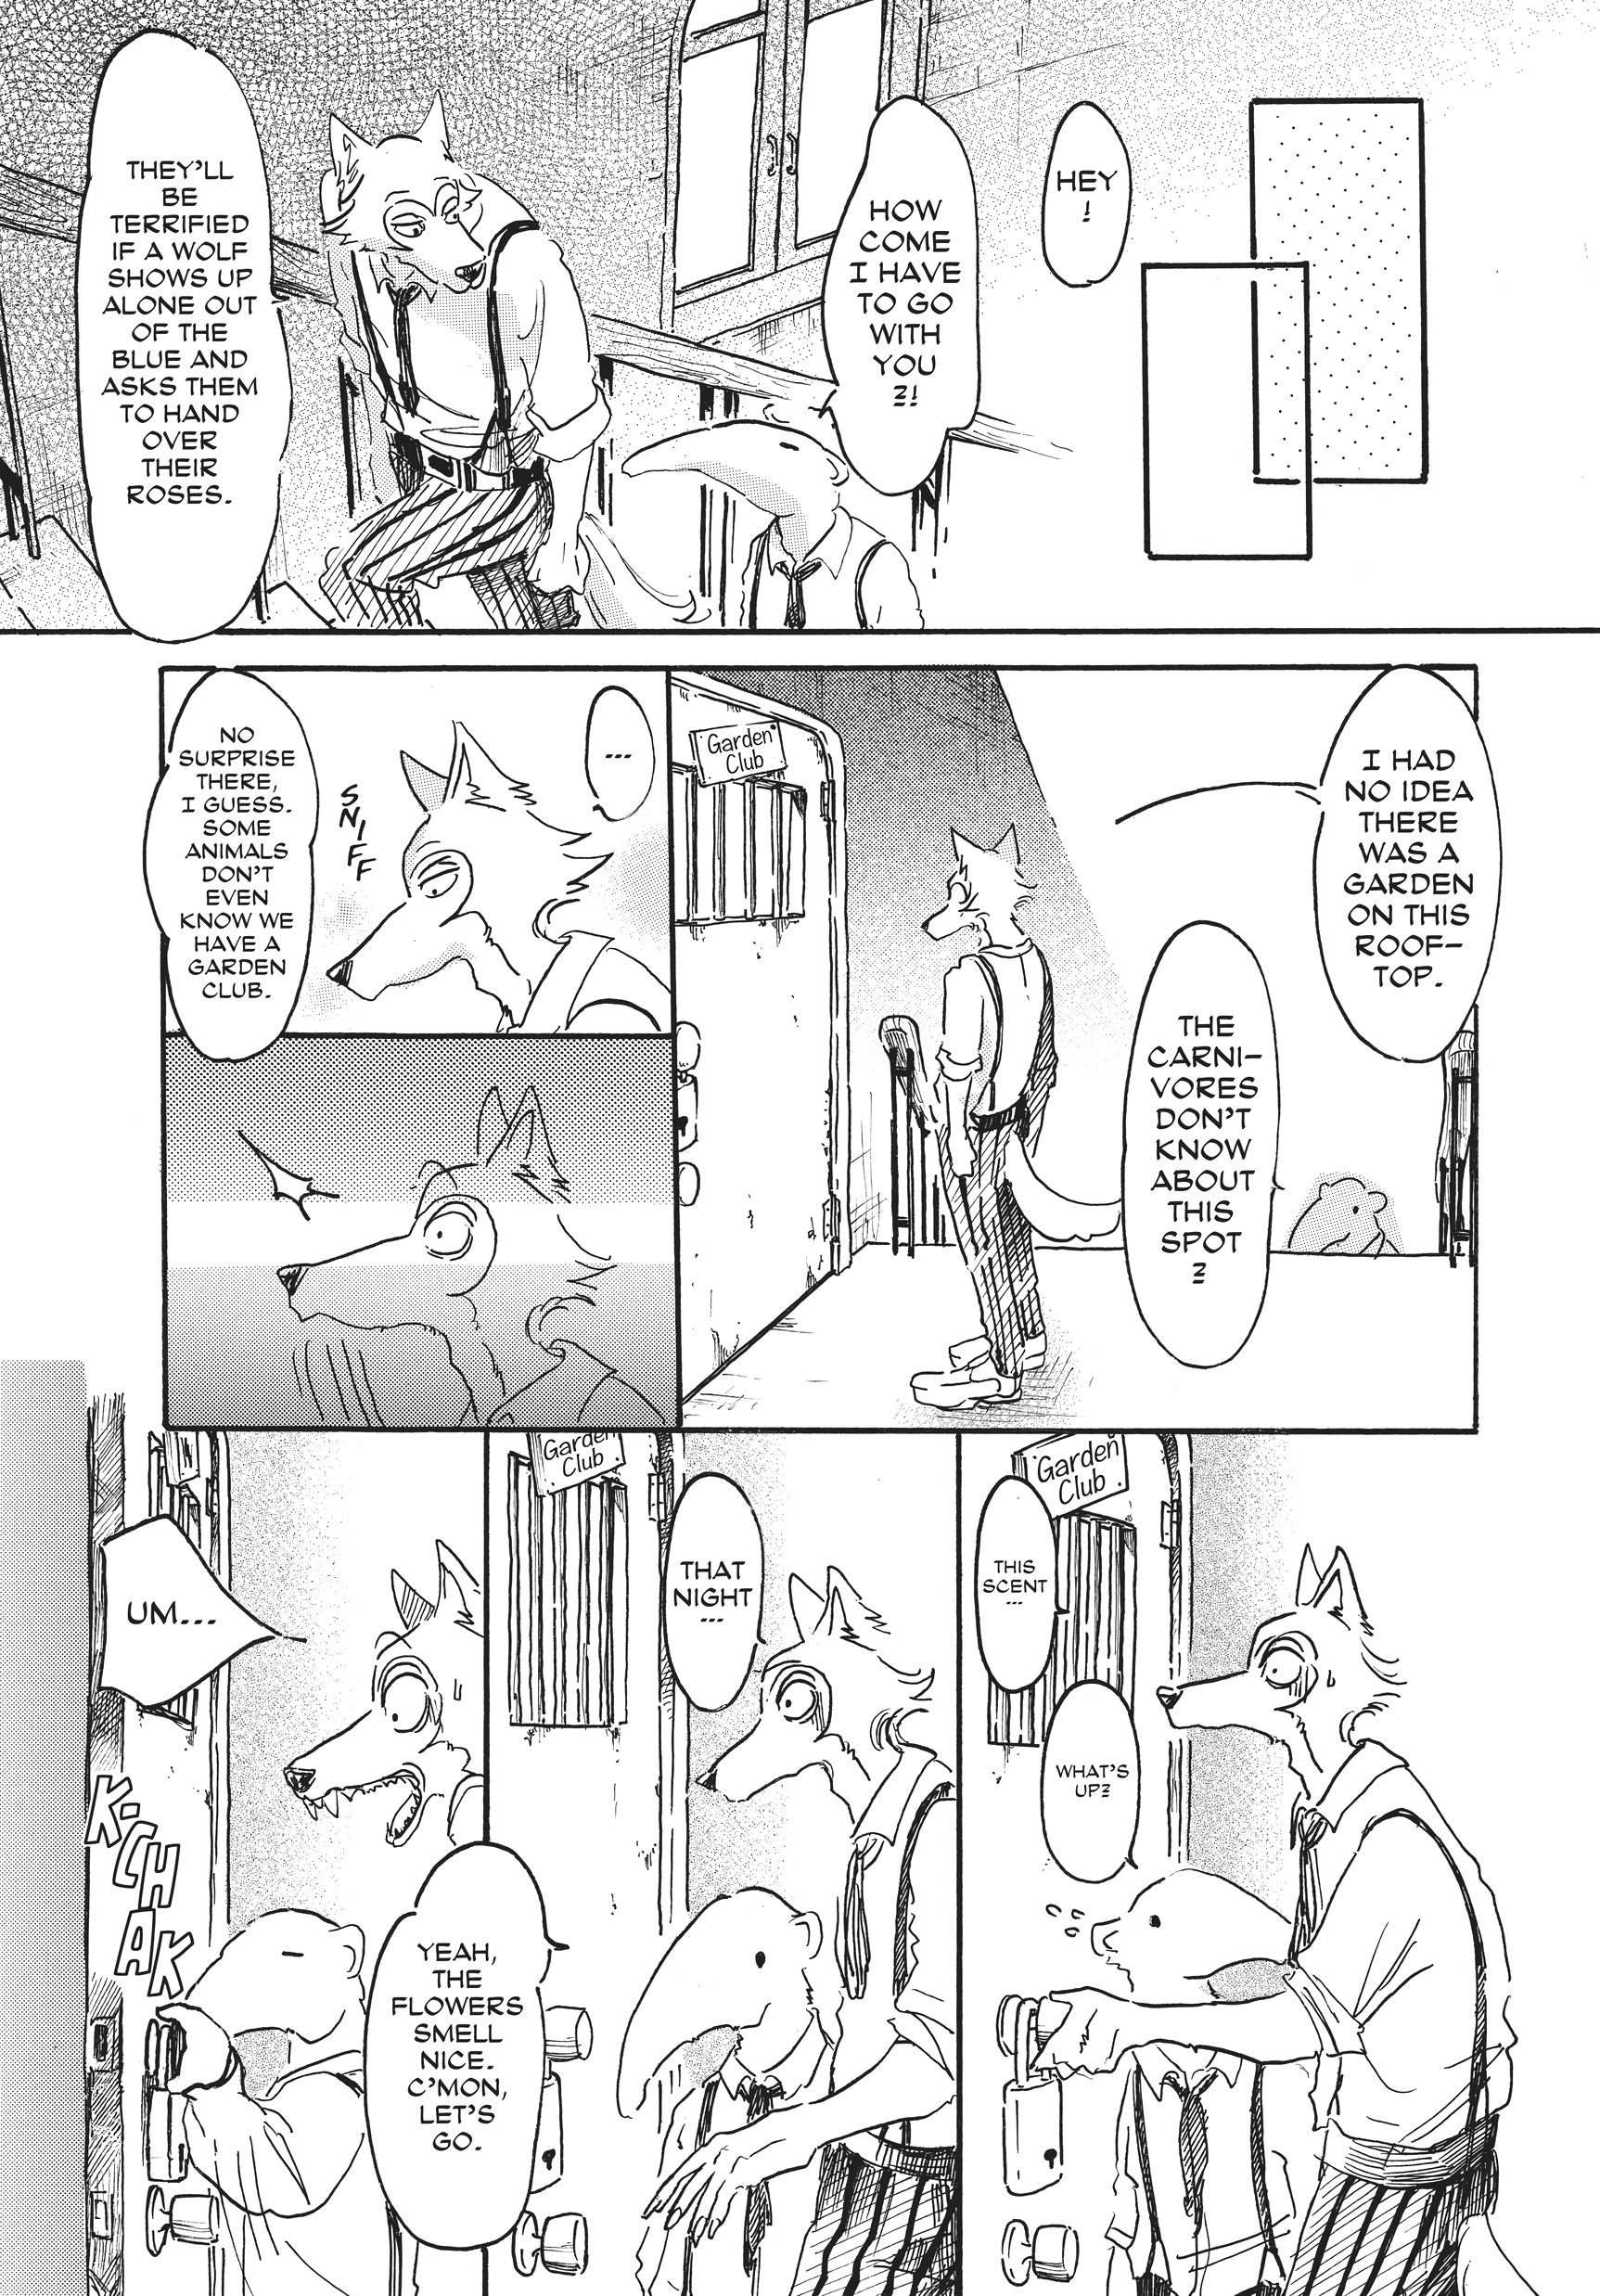 HEY
!
HOW
COME
I HAVE
TO GO
WITH
YOU
?!
THEY'LL
BE
TERRIFIED
IF A WOLF
SHOWS UP
ALONE OUT
OF THE
BLUE AND
ASKS THEM
TO HAND
OVER
THEIR
ROSES.
I HAD
NO IDEA
THERE
WAS A
GARDEN
ON THIS
ROOF-
TOP.
THE
CARNI-
VORES
DON'T
KNOW
ABOUT
THIS
SPOT
?
Garden
Club
...
SNIFF
NO
SURPRISE
THERE,
I GUESS.
SOME
ANIMALS
DON'T
EVEN
KNOW WE
HAVE A
GARDEN
CLUB.
Garden
Club
THIS
SCENT
...
WHAT'S
UP?
Garden
Club
THAT
NIGHT
...
YEAH,
THE
FLOWERS
SMELL
NICE.
C'MON,
LET'S
GO.
UM...
K-CHAK